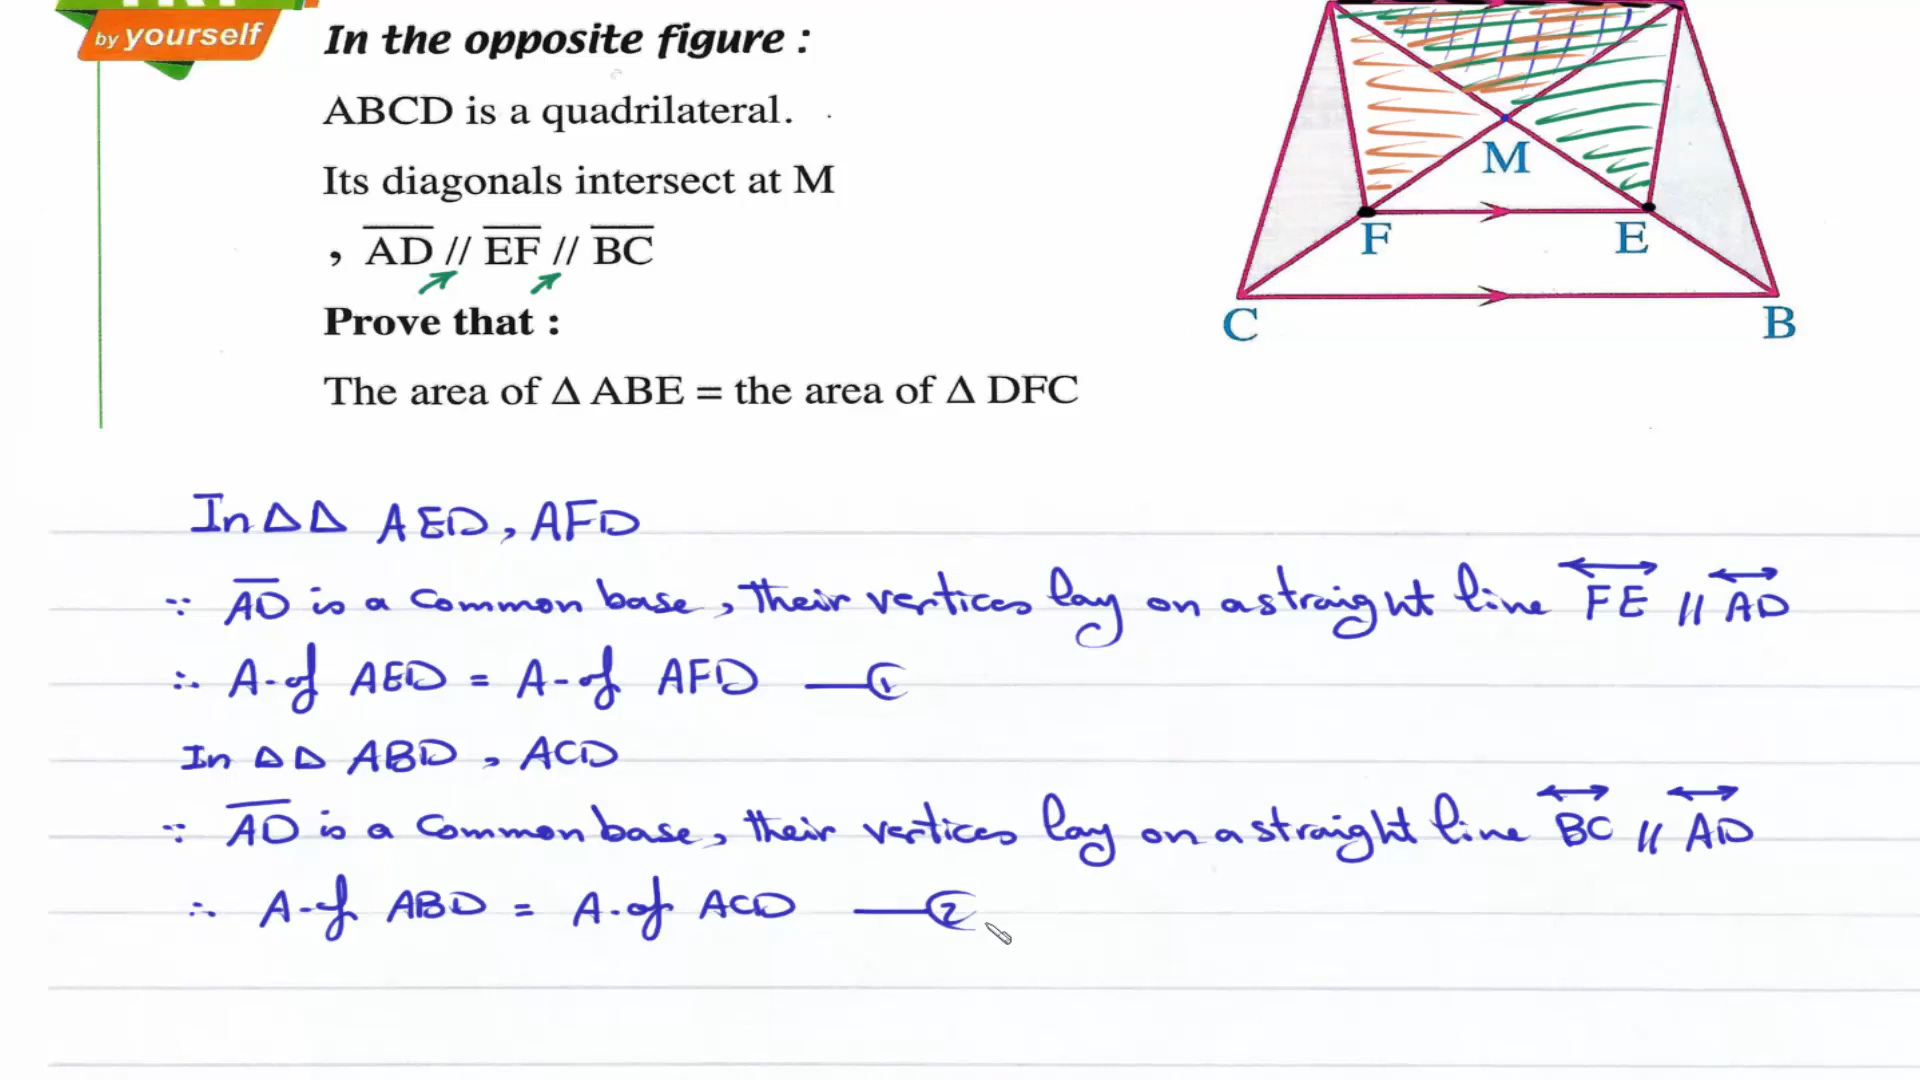 by yourself
In the opposite figure :
ABCD is a quadrilateral.
Its diagonals intersect at M
, AD // EF // BC
Prove that :
The area of Δ ABE = the area of Δ DFC
M
F
E
C
B
In ΔΔ AED, AFD
∵ AD is a common base, their vertices lay on a straight line FE // AD
∴ A-of AED = A-of AFD —①
In ΔΔ ABD, ACD
∵ AD is a common base, their vertices lay on a straight line BC // AD
∴ A-of ABD = A-of ACD —②